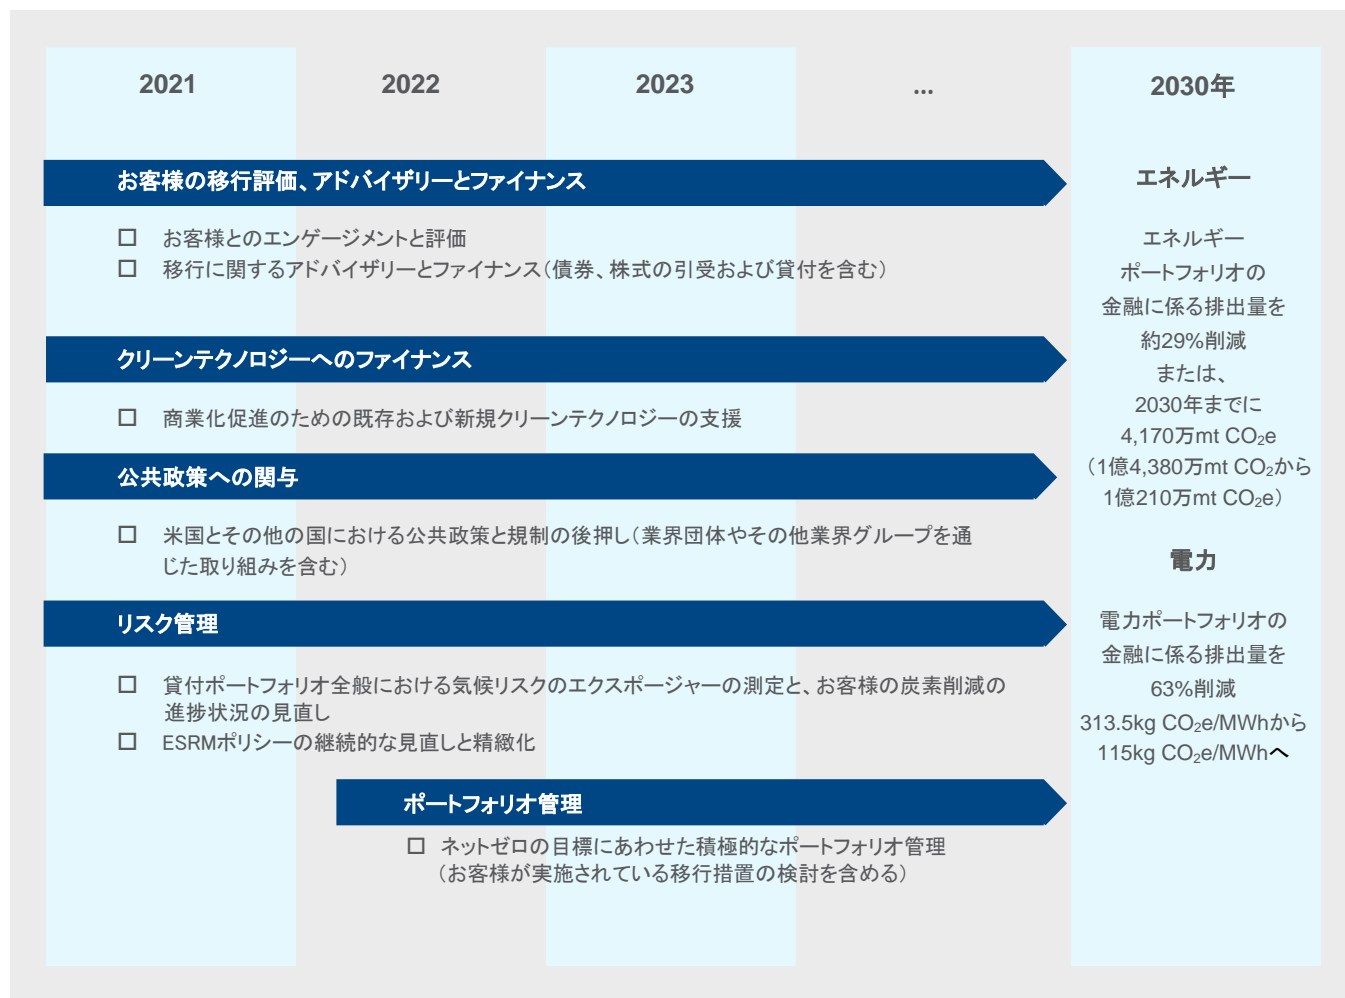 2021
2022
2023
...
2030年
お客様の移行評価、アドバイザリーとファイナンス
お客様とのエンゲージメントと評価
移行に関するアドバイザリーとファイナンス（債券、株式の引受および貸付を含む）
クリーンテクノロジーへのファイナンス
商業化促進のための既存および新規クリーンテクノロジーの支援
公共政策への関与
米国とその他の国における公共政策と規制の後押し（業界団体やその他業界グループを通
じた取り組みを含む）
リスク管理
貸付ポートフォリオ全般における気候リスクのエクスポージャーの測定と、お客様の炭素削減の
進捗状況の見直し
ESRMポリシーの継続的な見直しと精緻化
ポートフォリオ管理
ネットゼロの目標にあわせた積極的なポートフォリオ管理
（お客様が実施されている移行措置の検討を含める）
エネルギー
エネルギー
ポートフォリオの
金融に係る排出量を
約29%削減
または、
2030年までに
4,170万mt CO₂e
（1億4,380万mt CO₂から
1億210万mt CO₂e）
電力
電力ポートフォリオの
金融に係る排出量を
63%削減
313.5kg CO₂e/MWhから
115kg CO₂e/MWhへ